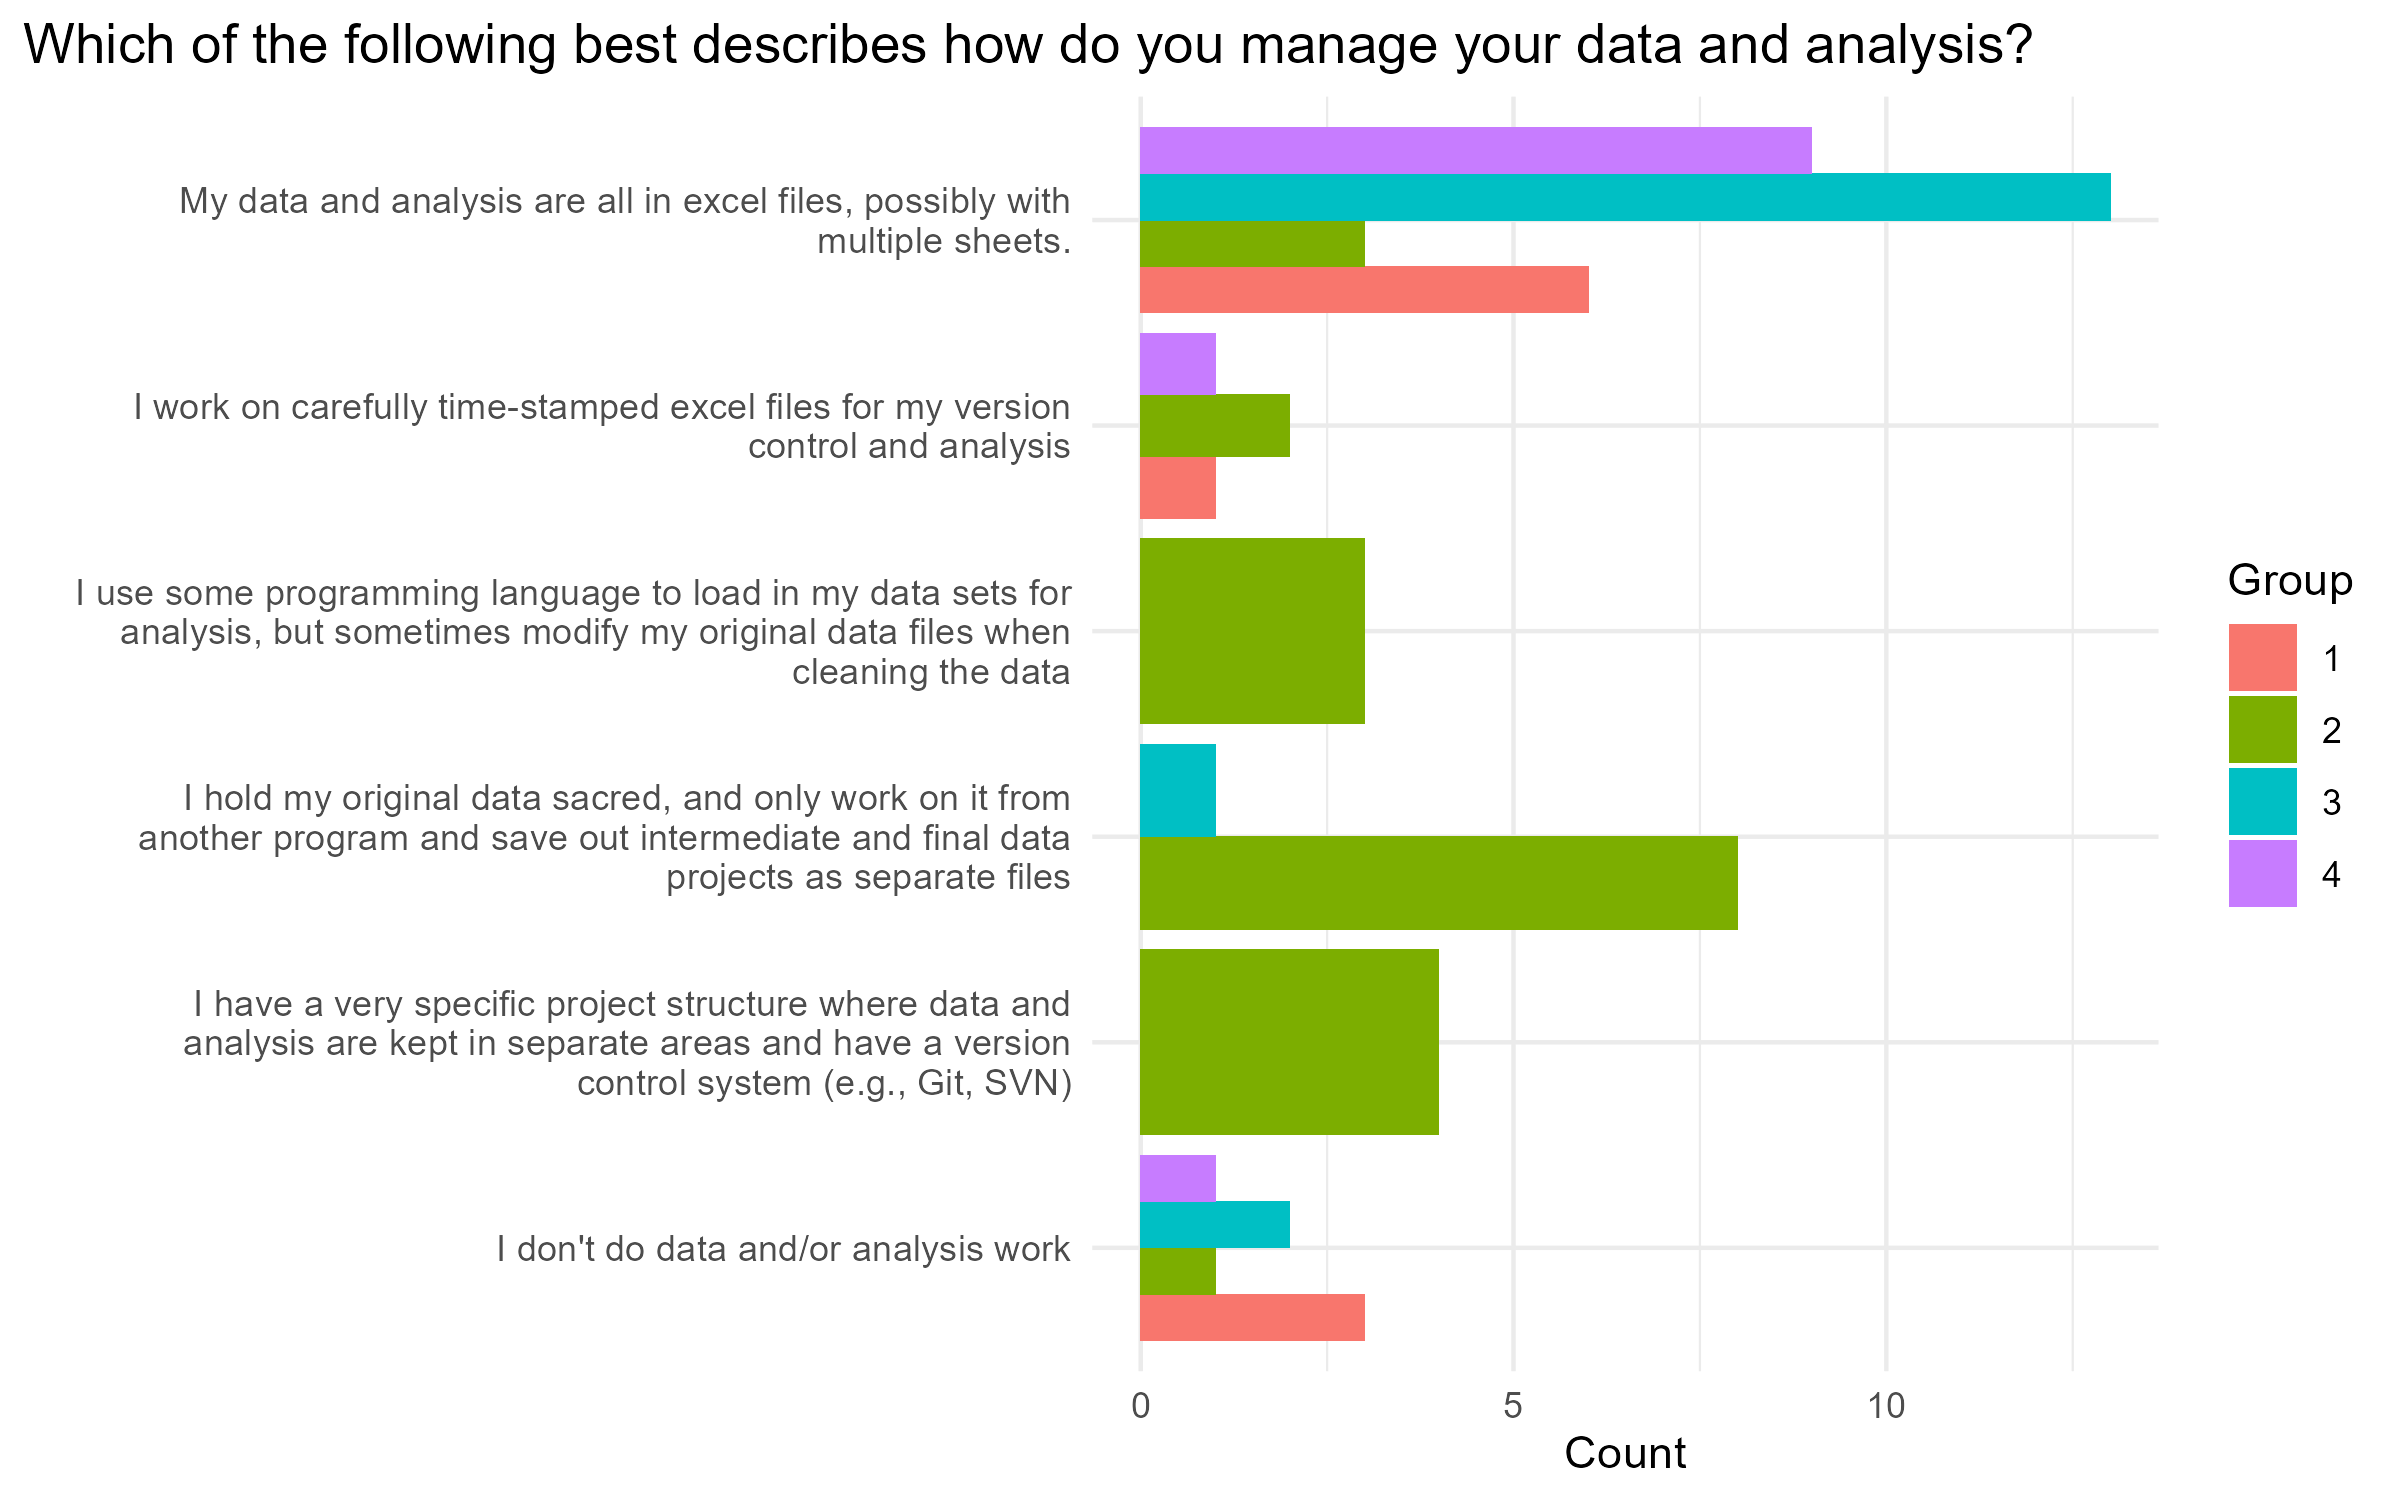 Which of the following best describes how do you manage your data and analysis?
My data and analysis are all in excel files, possibly with
multiple sheets.
I work on carefully time-stamped excel files for my version
control and analysis
I use some programming language to load in my data sets for
analysis, but sometimes modify my original data files when
cleaning the data
I hold my original data sacred, and only work on it from
another program and save out intermediate and final data
projects as separate files
I have a very specific project structure where data and
analysis are kept in separate areas and have a version
control system (e.g., Git, SVN)
I don't do data and/or analysis work
0
5
10
Count
Group
1
2
3
4